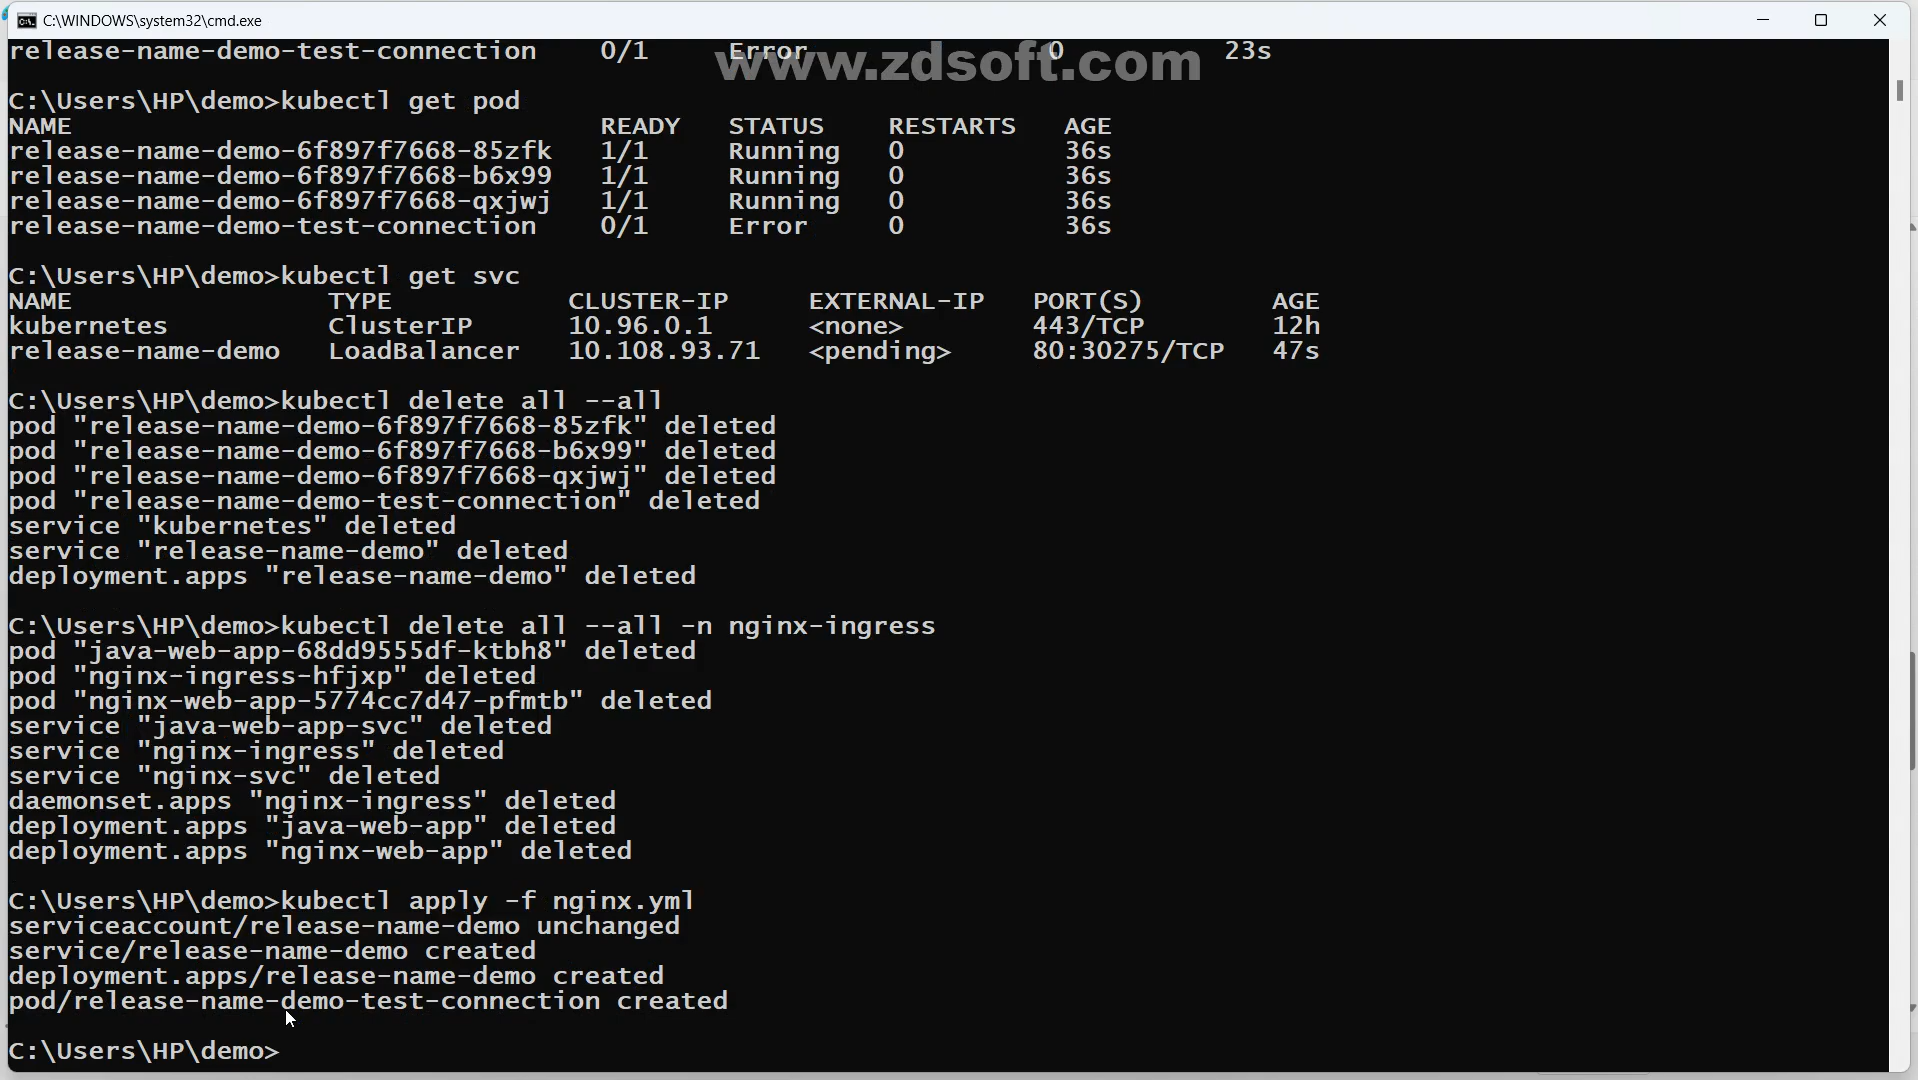 C:\WINDOWS\system32\cmd.exe
release-name-demo-test-connection    0/1     Error               0          23s
www.zdsoft.com
C:\Users\HP\demo>kubectl get pod
NAME                                 READY   STATUS    RESTARTS   AGE
release-name-demo-6f897f7668-85zfk   1/1     Running   0          36s
release-name-demo-6f897f7668-b6x99   1/1     Running   0          36s
release-name-demo-6f897f7668-qxjwj   1/1     Running   0          36s
release-name-demo-test-connection    0/1     Error     0          36s
C:\Users\HP\demo>kubectl get svc
NAME                TYPE           CLUSTER-IP     EXTERNAL-IP   PORT(S)        AGE
kubernetes          ClusterIP      10.96.0.1      <none>        443/TCP        12h
release-name-demo   LoadBalancer   10.108.93.71   <pending>     80:30275/TCP   47s
C:\Users\HP\demo>kubectl delete all --all
pod "release-name-demo-6f897f7668-85zfk" deleted
pod "release-name-demo-6f897f7668-b6x99" deleted
pod "release-name-demo-6f897f7668-qxjwj" deleted
pod "release-name-demo-test-connection" deleted
service "kubernetes" deleted
service "release-name-demo" deleted
deployment.apps "release-name-demo" deleted
C:\Users\HP\demo>kubectl delete all --all -n nginx-ingress
pod "java-web-app-68dd9555df-ktbh8" deleted
pod "nginx-ingress-hfjxp" deleted
pod "nginx-web-app-5774cc7d47-pfmtb" deleted
service "java-web-app-svc" deleted
service "nginx-ingress" deleted
service "nginx-svc" deleted
daemonset.apps "nginx-ingress" deleted
deployment.apps "java-web-app" deleted
deployment.apps "nginx-web-app" deleted
C:\Users\HP\demo>kubectl apply -f nginx.yml
serviceaccount/release-name-demo unchanged
service/release-name-demo created
deployment.apps/release-name-demo created
pod/release-name-demo-test-connection created
C:\Users\HP\demo>